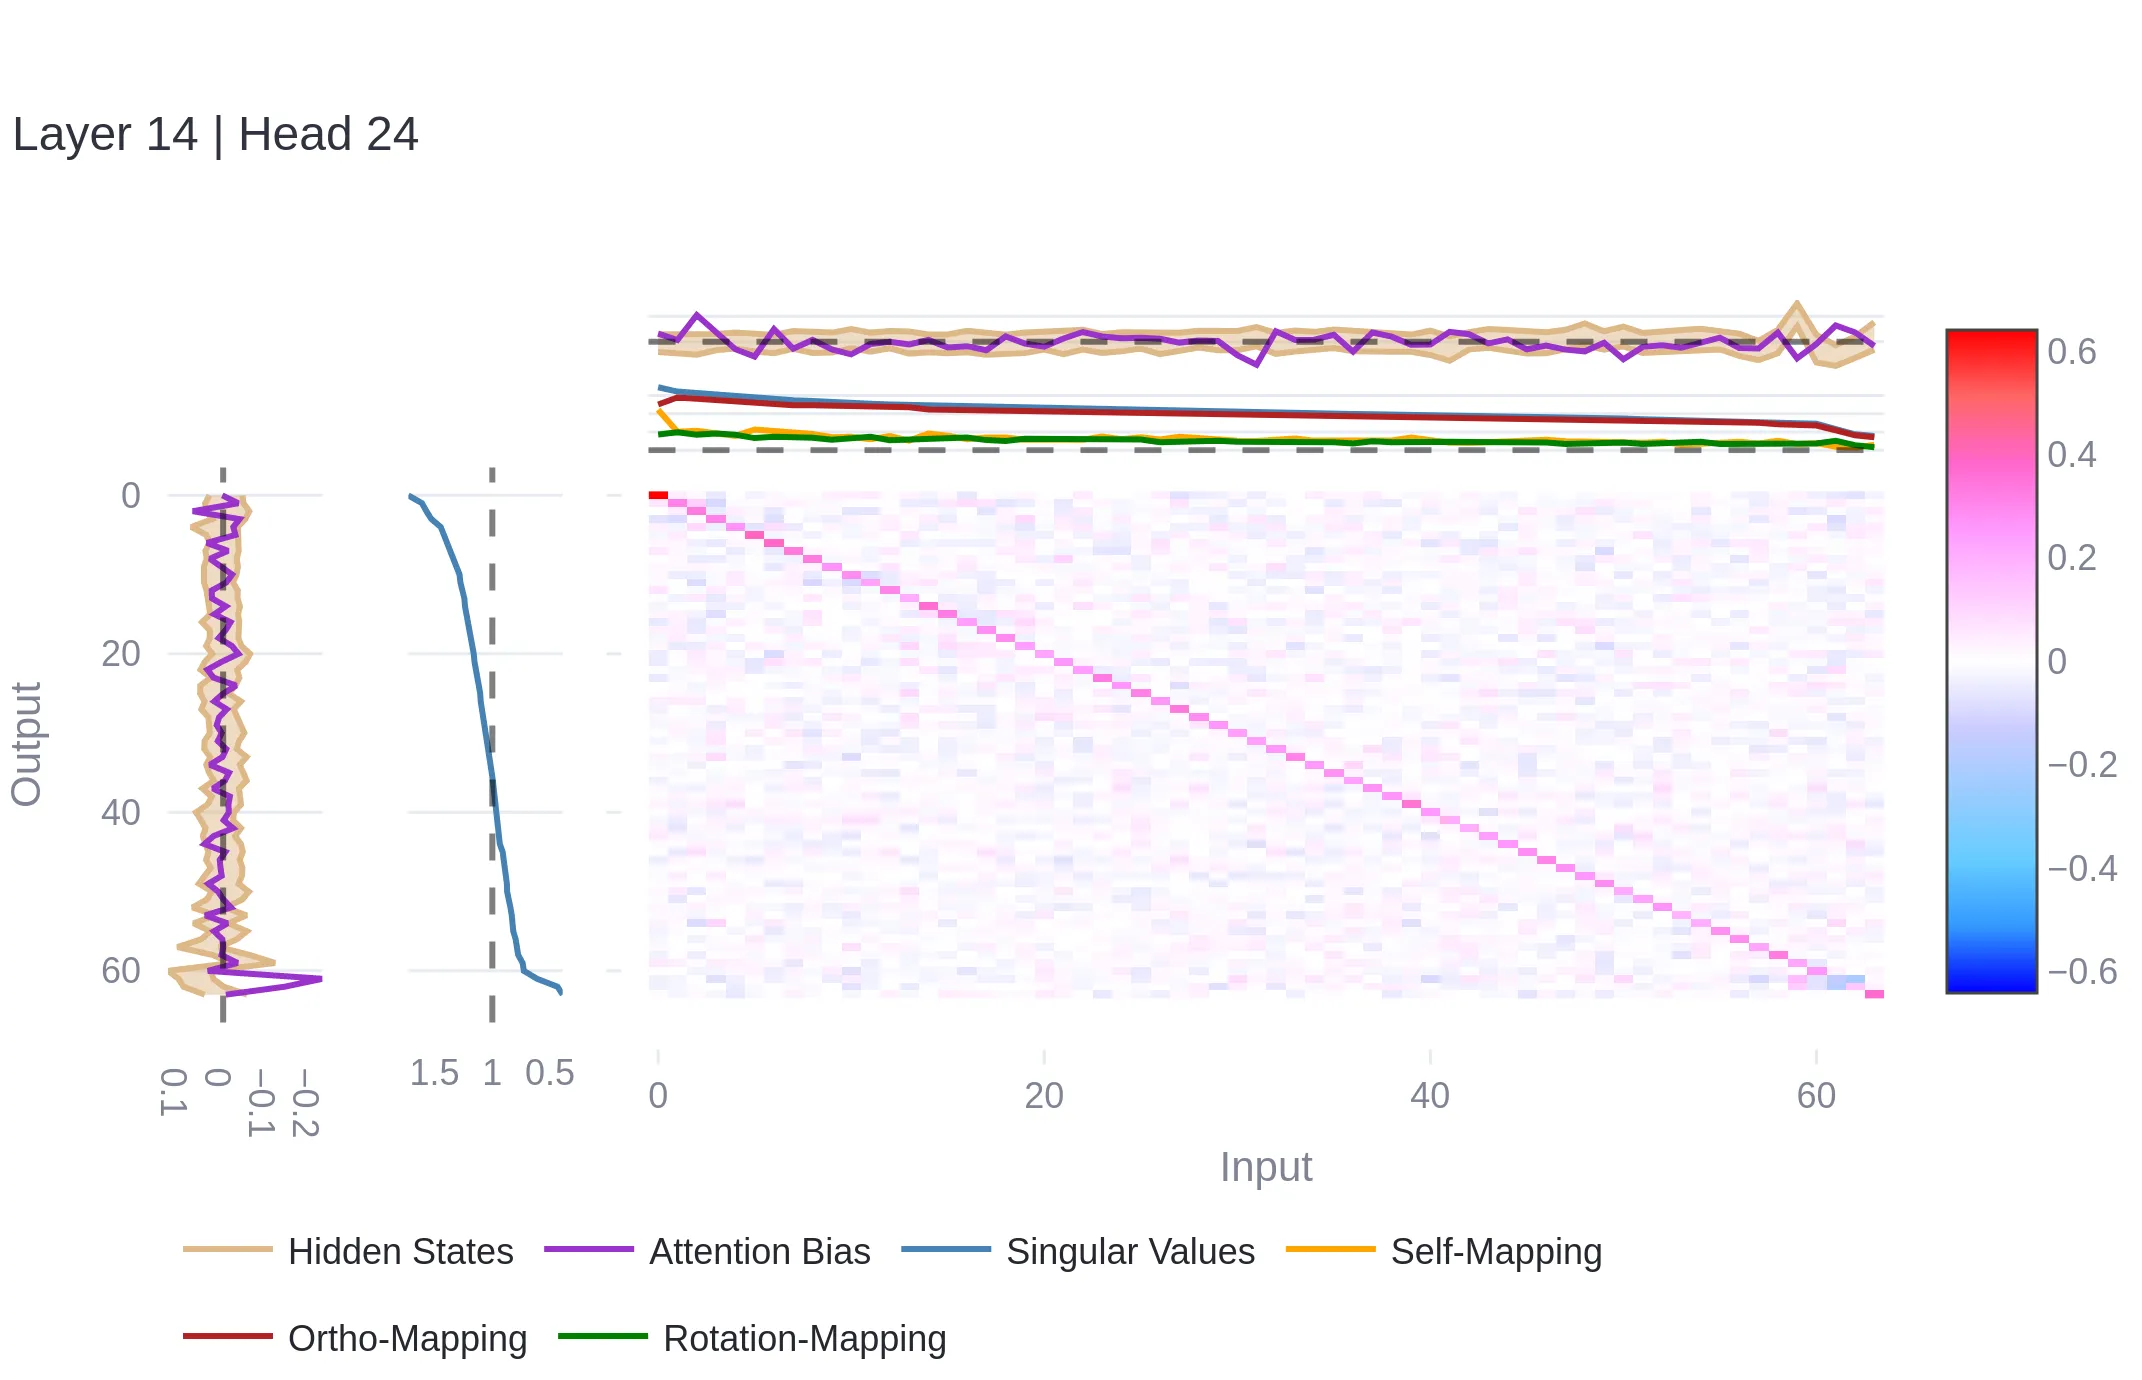 Layer 14 | Head 24
0
20
40
60
Output
0.1
0
−0.1
−0.2
1.5
1
0.5
0
20
40
60
Input
0.6
0.4
0.2
0
−0.2
−0.4
−0.6
Hidden States
Attention Bias
Singular Values
Self-Mapping
Ortho-Mapping
Rotation-Mapping